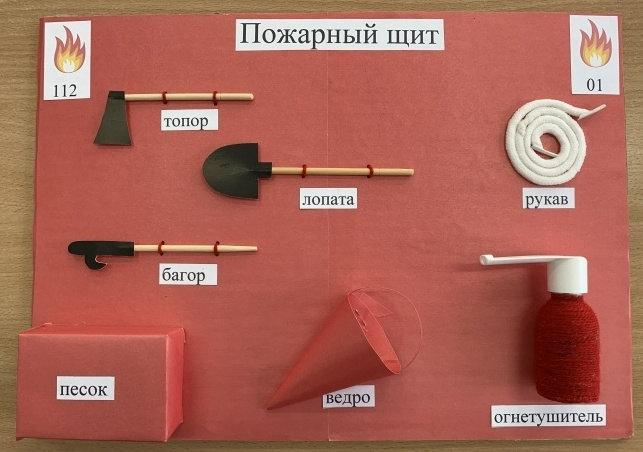 Пожарный щит
112
01
топор
лопата
рукав
багор
песок
ведро
огнетушитель